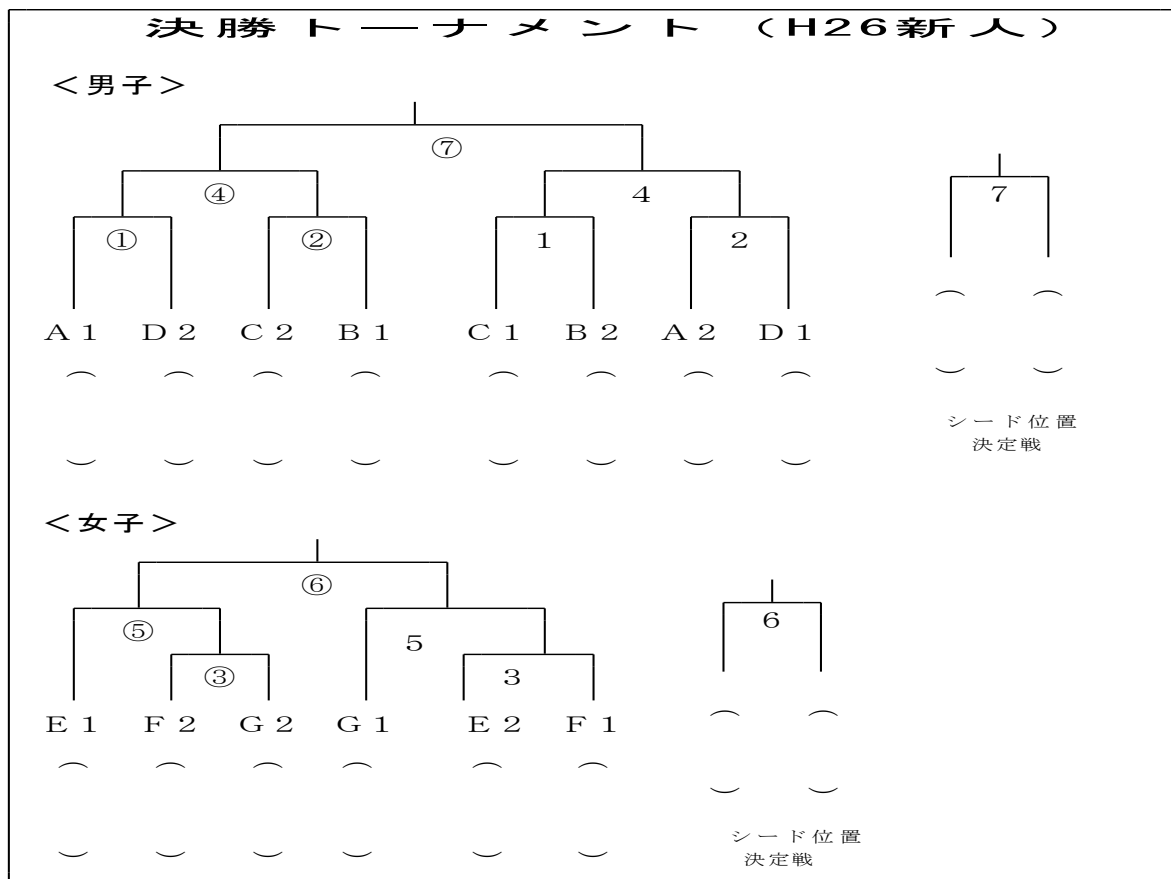 決勝トーナメント（H26新人）
＜男子＞
⑦
④ 4 7
① ② 1 2
A1 D2 C2 B1 C1 B2 A2 D1
（ ） （ ） （ ） （ ） （ ） （ ） （ ） （ ） （ ） （ ）
シード位置
決定戦
＜女子＞
⑥
⑤ 5 6
③ 3
E1 F2 G2 G1 E2 F1
（ ） （ ） （ ） （ ） （ ） （ ） （ ） （ ）
シード位置
決定戦